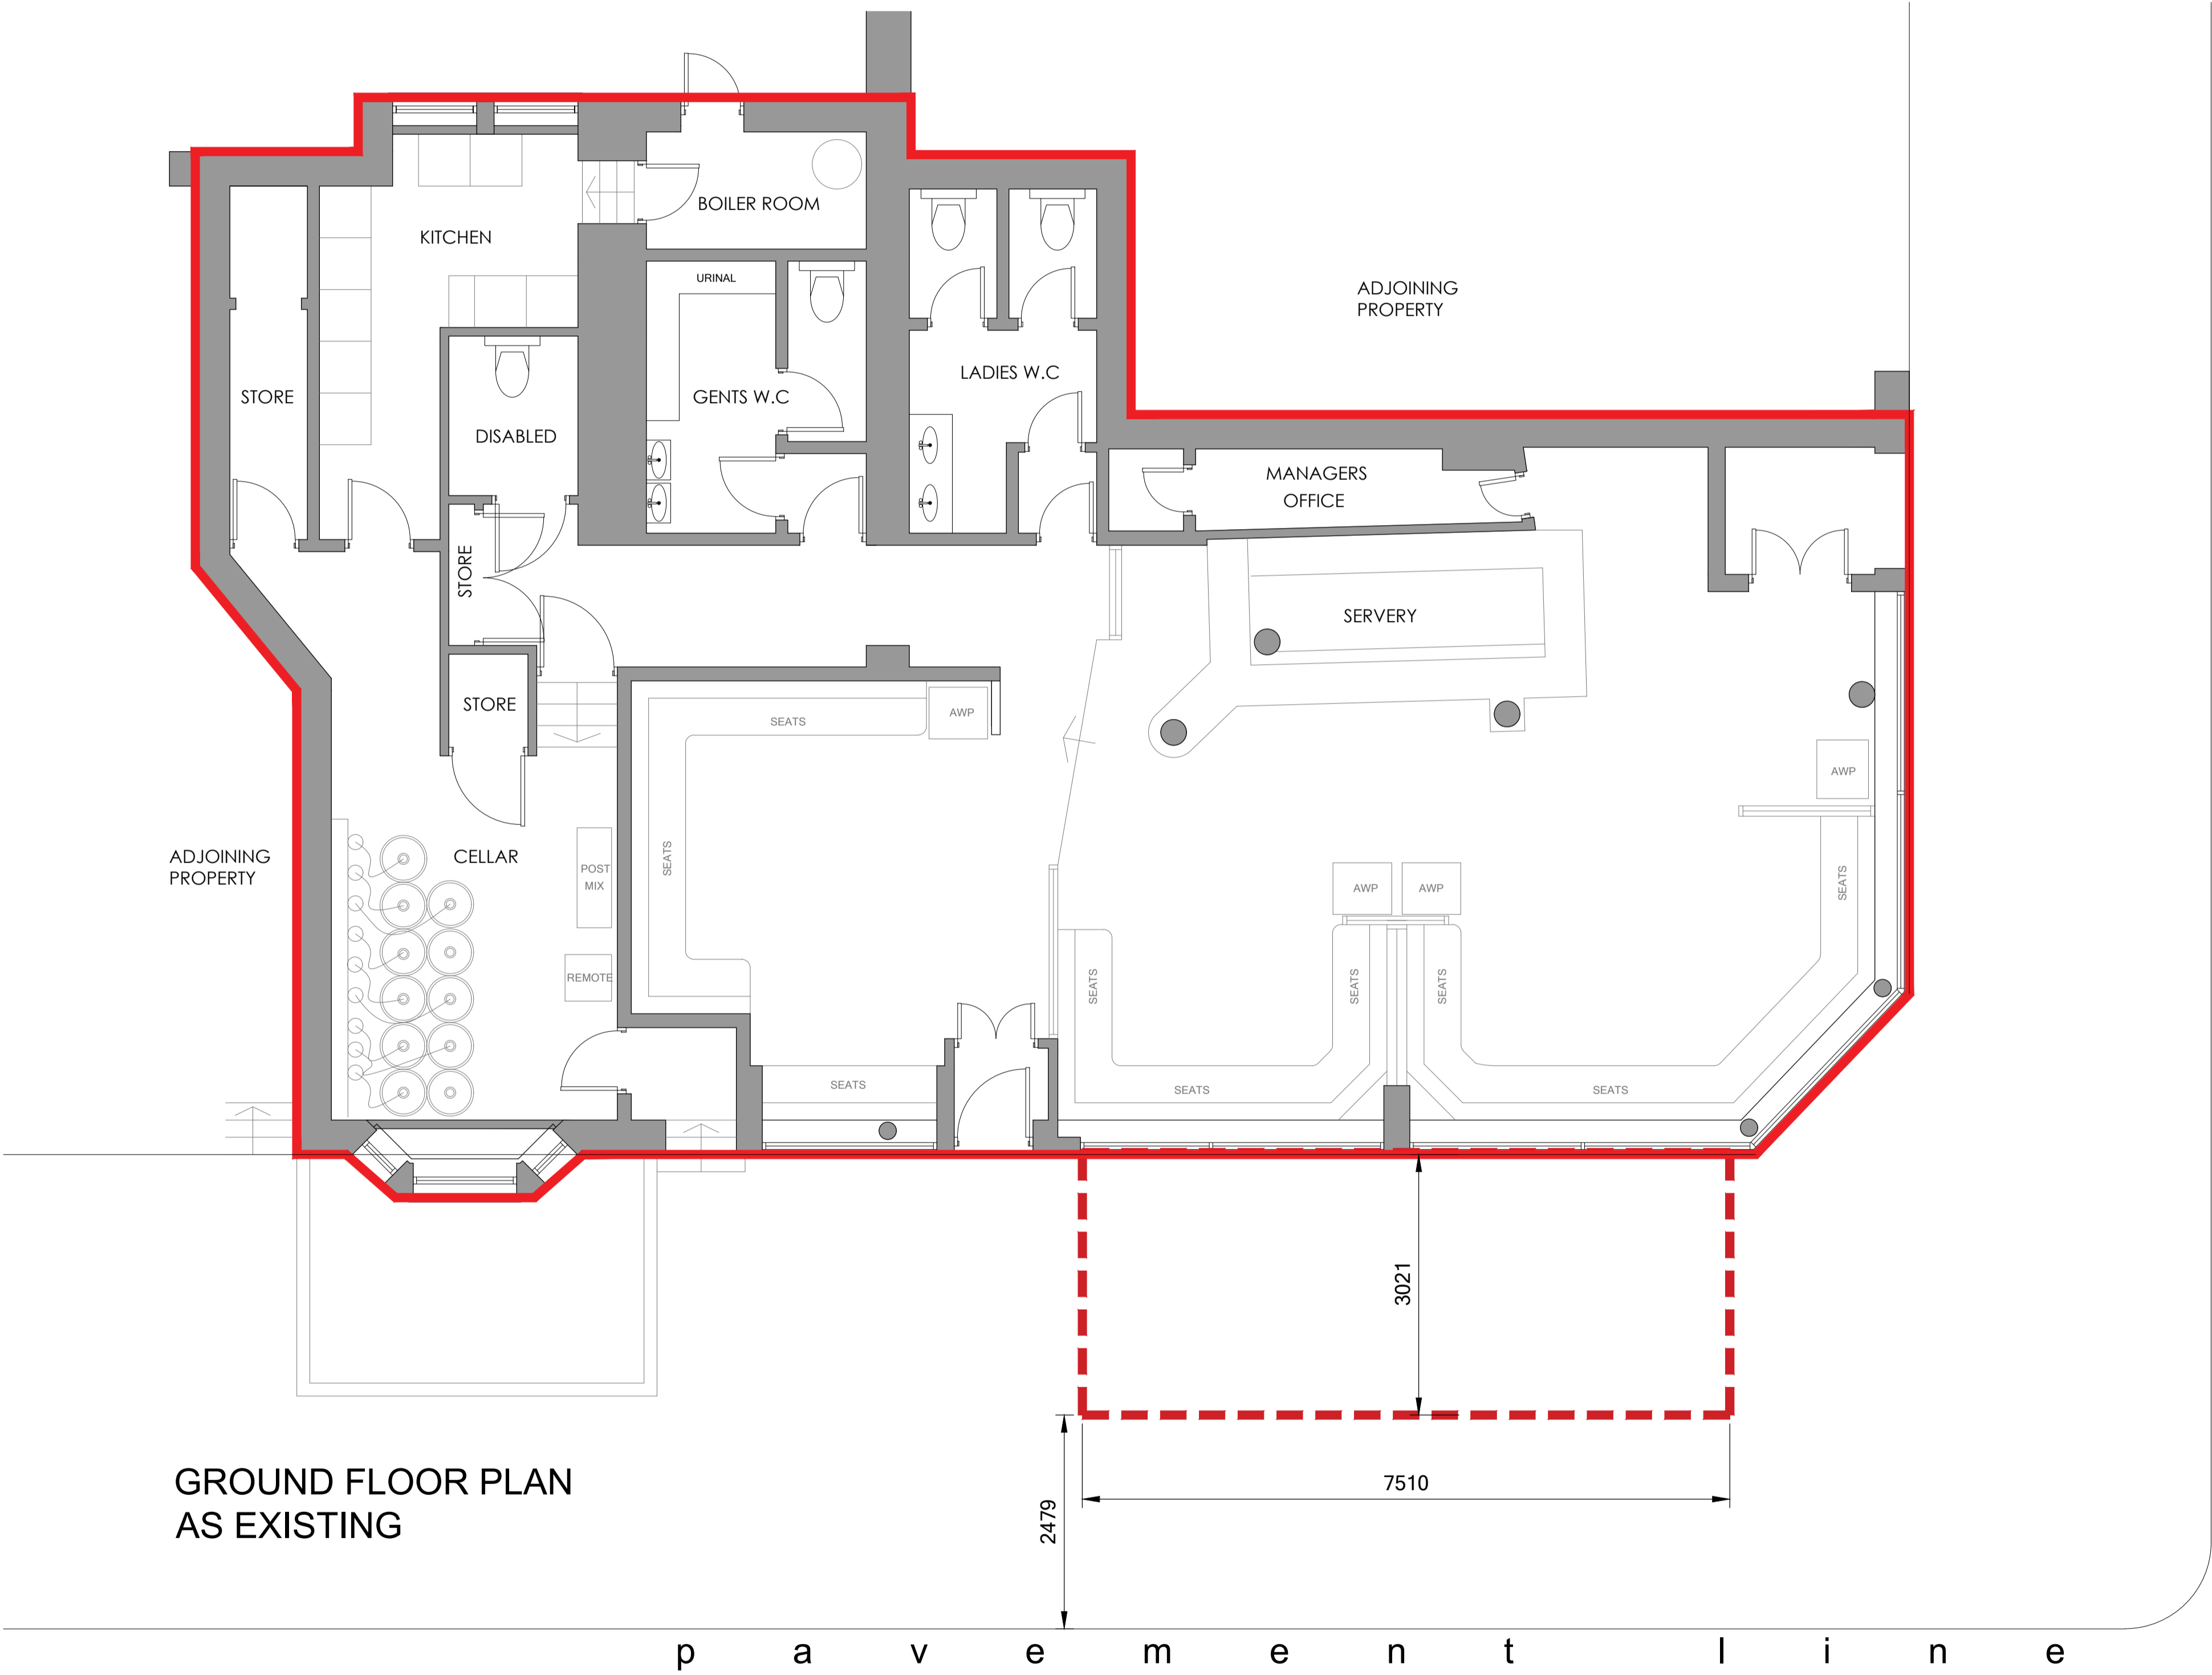 BOILER ROOM
KITCHEN
URINAL
ADJOINING
PROPERTY
LADIES W.C
STORE
GENTS W.C
DISABLED
MANAGERS
OFFICE
STORE
SERVERY
STORE
SEATS
AWP
AWP
ADJOINING
PROPERTY
CELLAR
POST
MIX
SEATS
AWP
AWP
SEATS
REMOTE
SEATS
SEATS
SEATS
SEATS
SEATS
SEATS
3021
GROUND FLOOR PLAN
AS EXISTING
7510
2479
pavement line